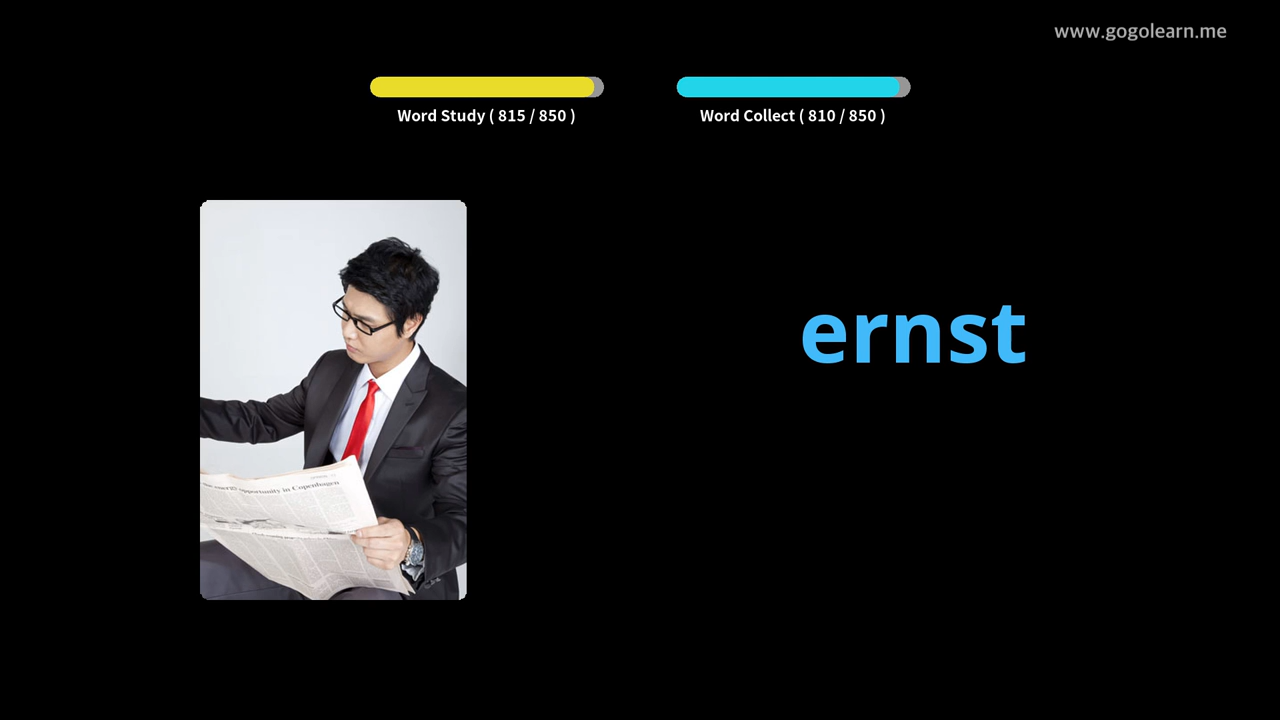 www.gogolearn.me
Word Study ( 815 / 850 )
Word Collect ( 810 / 850 )
ernst
opportunity in Copenhagen